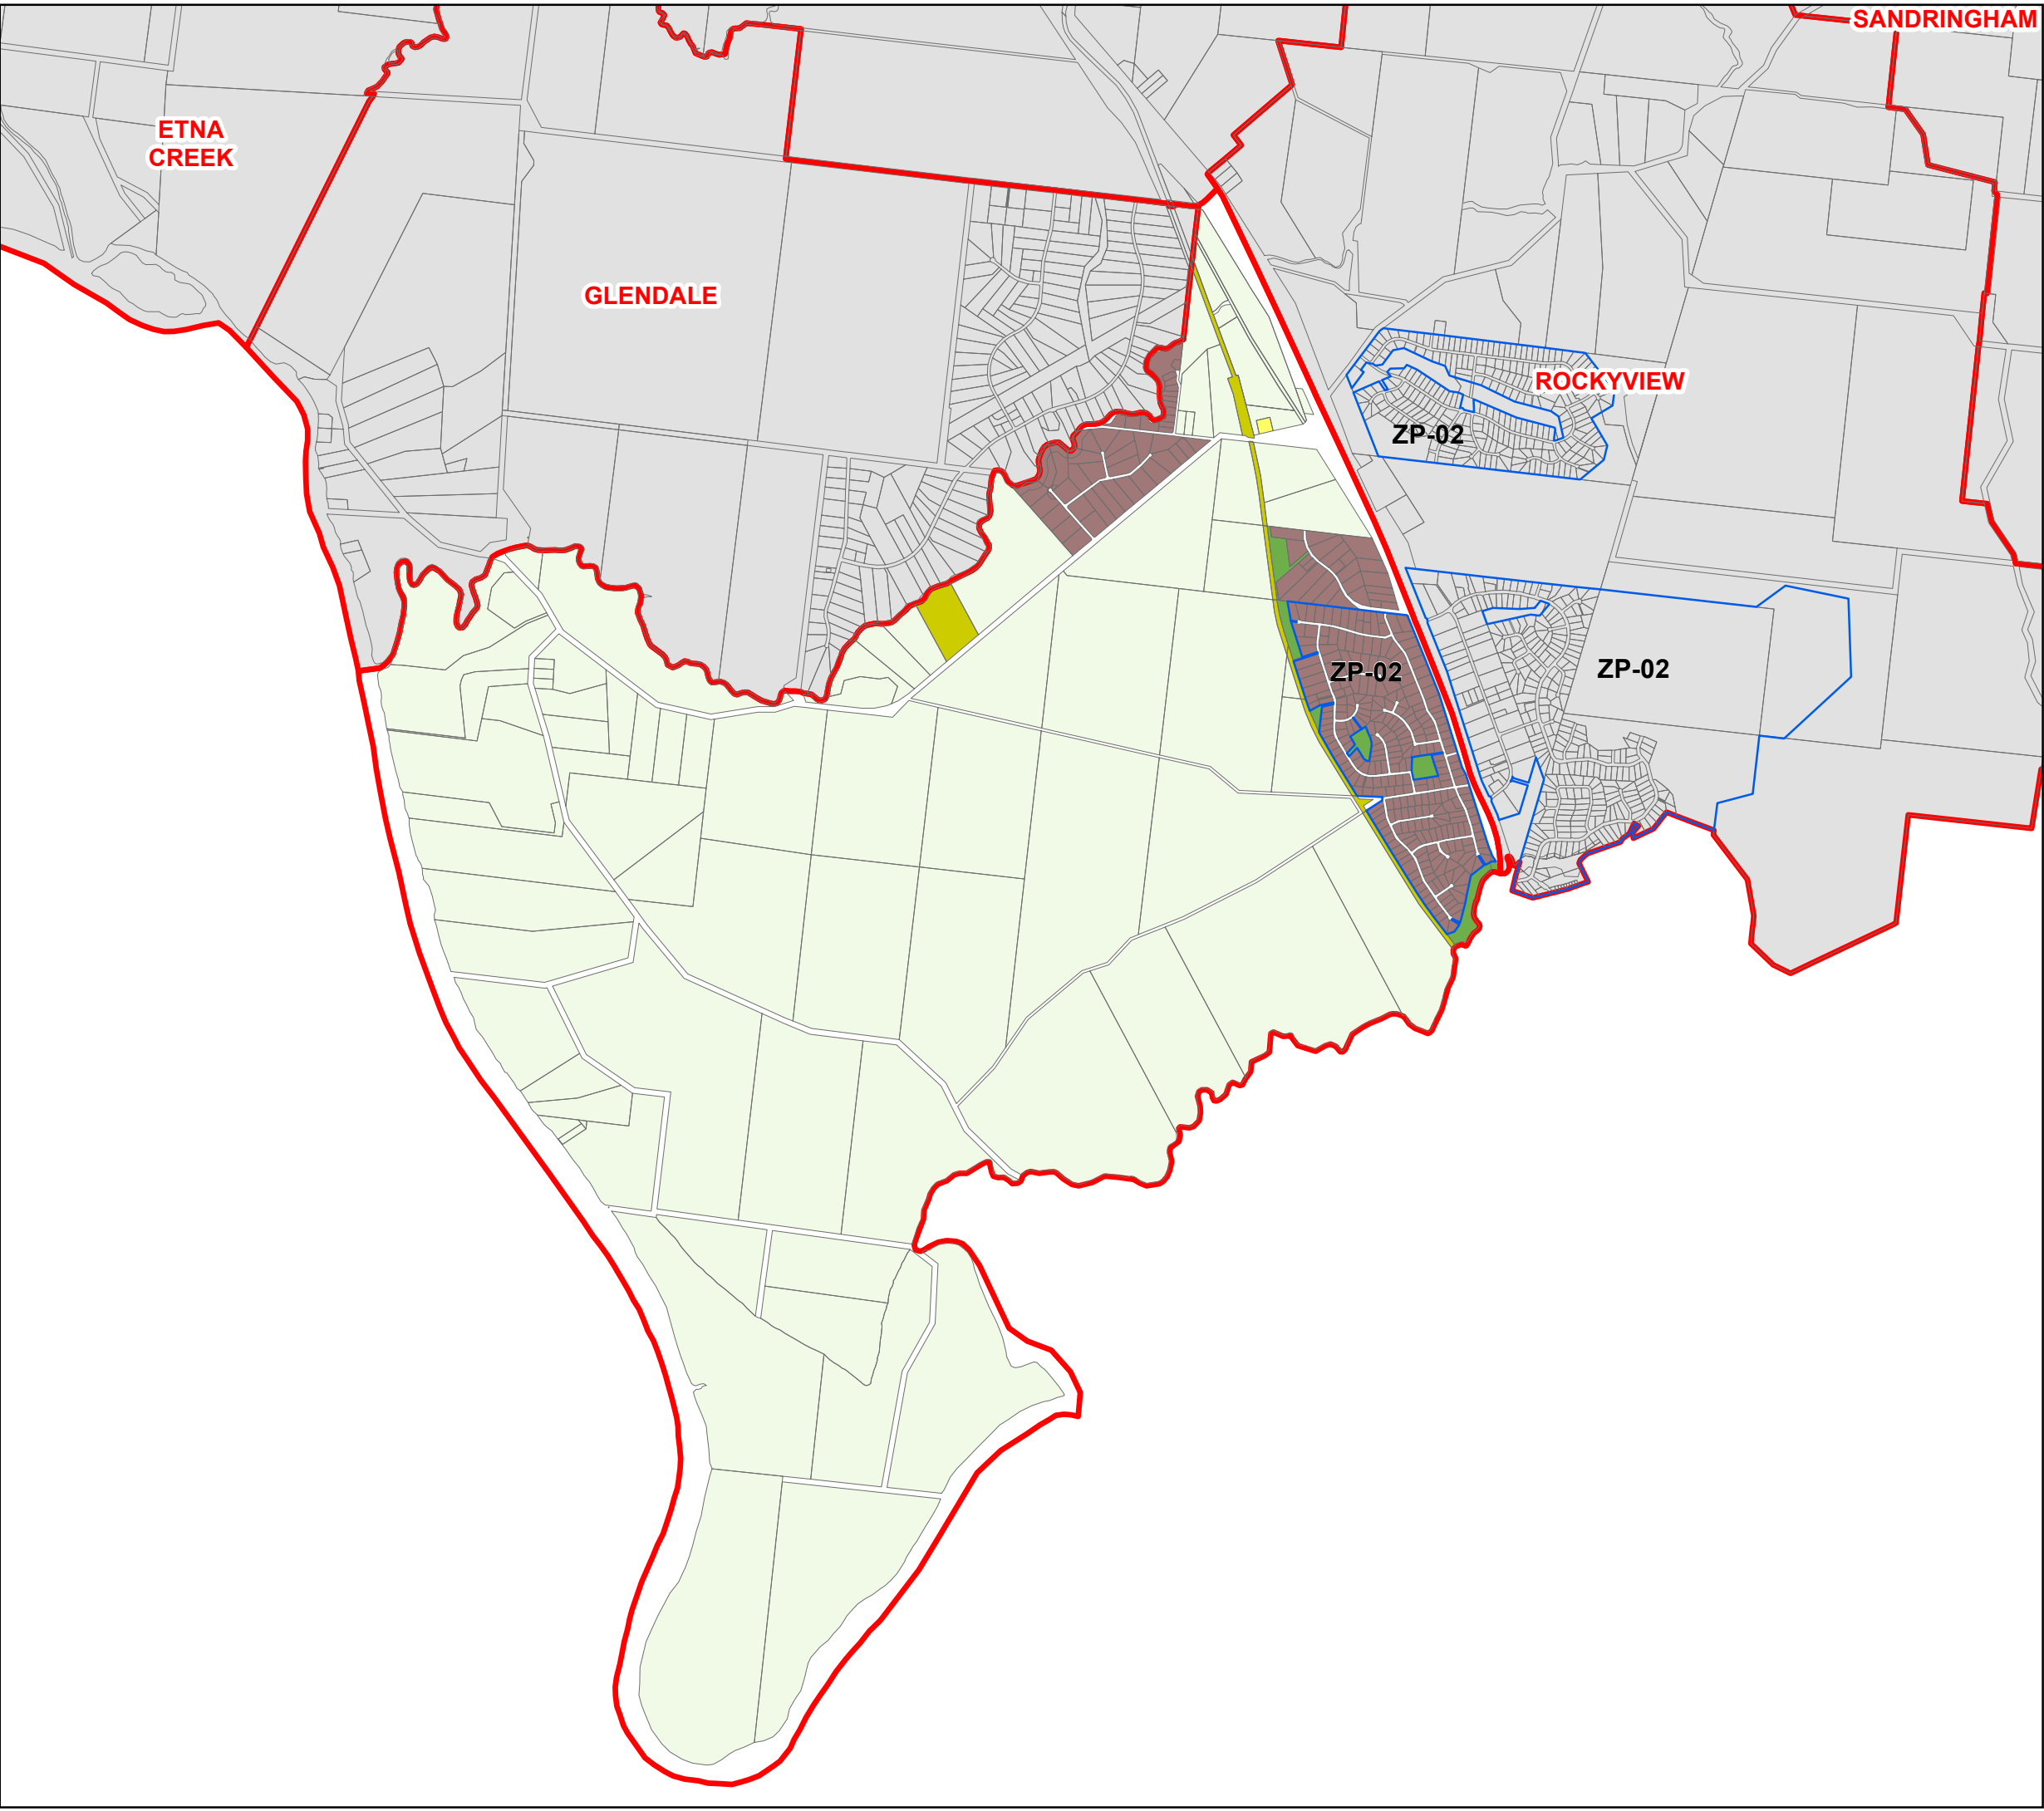 SANDRINGHAM
ETNA
CREEK
GLENDALE
ROCKYVIEW
ZP-02
ZP-02
ZP-02